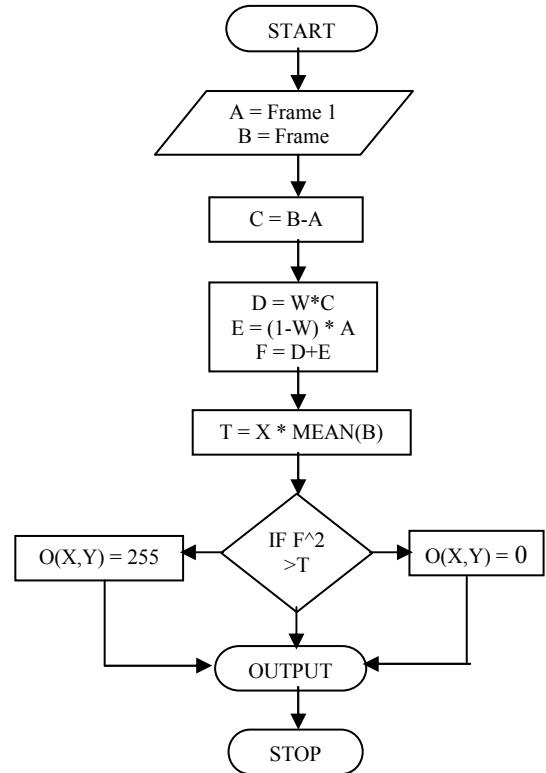 START
A = Frame 1
B = Frame
C = B-A
D = W*C
E = (1-W) * A
F = D+E
T = X * MEAN(B)
IF F^2
>T
O(X,Y) = 255
O(X,Y) = 0
OUTPUT
STOP